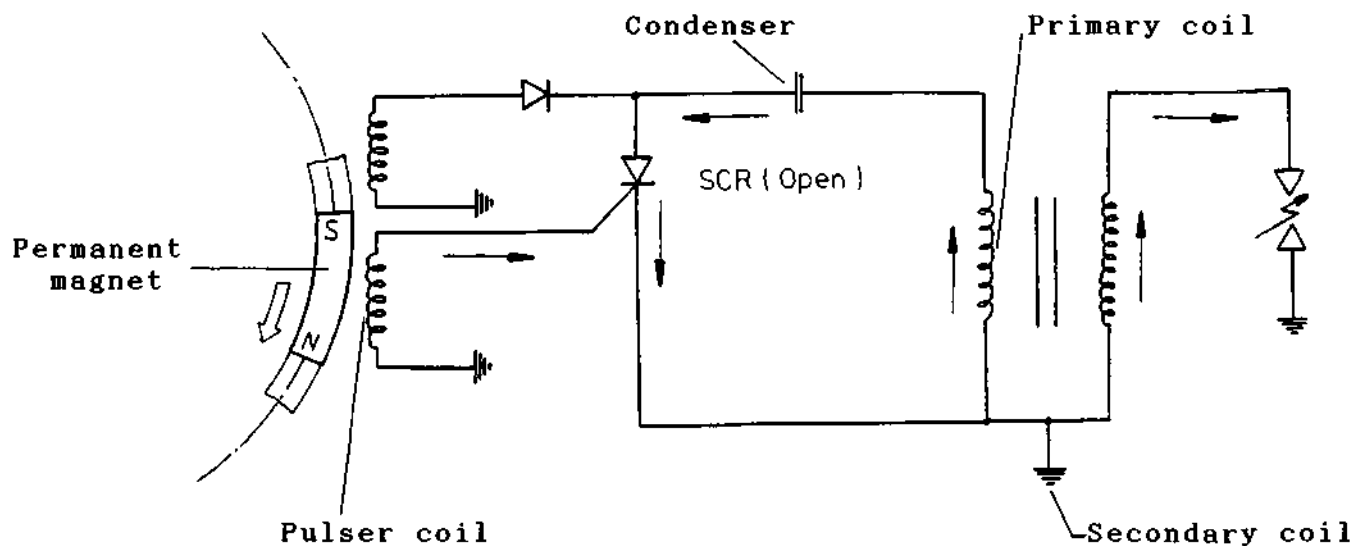 Condenser
Primary coil
SCR (Open)
S
Permanent
magnet
N
Pulser coil
Secondary coil